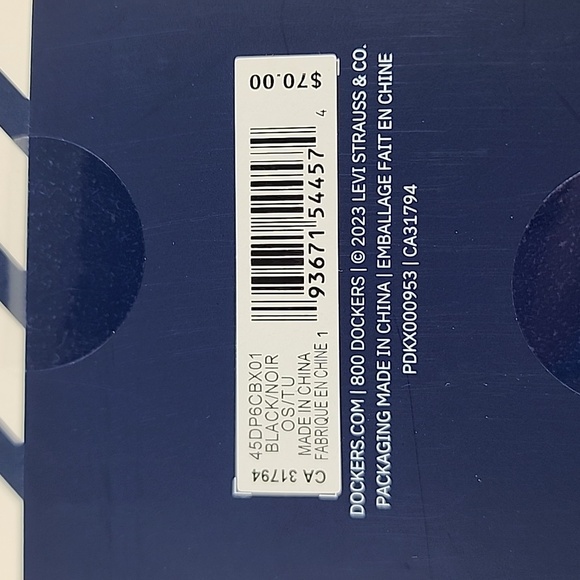 $70.00
4
1 93671 54457
45DP6CBX01
BLACK/NOIR
OS/TU
MADE IN CHINA
FABRIQUE EN CHINE
CA 31794
DOCKERS.COM | 800 DOCKERS | © 2023 LEVI STRAUSS & CO.
PACKAGING MADE IN CHINA | EMBALLAGE FAIT EN CHINE
PDKX000953 | CA31794